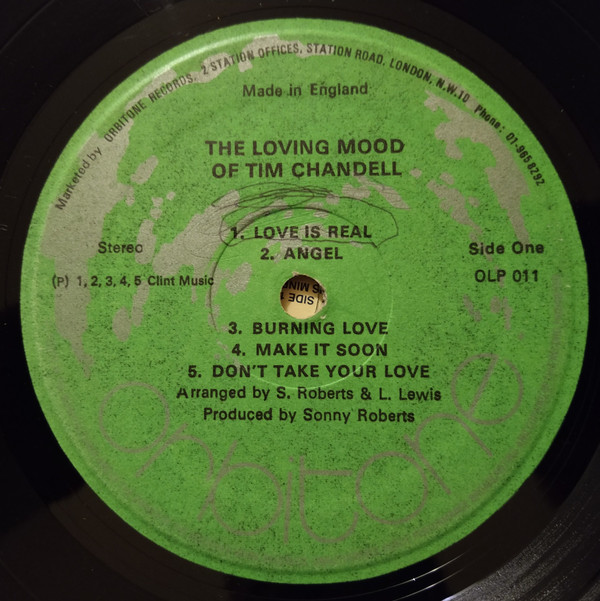 Marketed by ORBITONE RECORDS, 2 STATION OFFICES, STATION ROAD, LONDON, N.W.10 Phone: 01-965 8292
Made in England
THE LOVING MOOD
OF TIM CHANDELL
1. LOVE IS REAL
2. ANGEL
Stereo
Side One
(P) 1, 2, 3, 4, 5 Clint Music
OLP 011
SIDE
3. BURNING LOVE
4. MAKE IT SOON
5. DON'T TAKE YOUR LOVE
Arranged by S. Roberts & L. Lewis
Produced by Sonny Roberts
orbitone